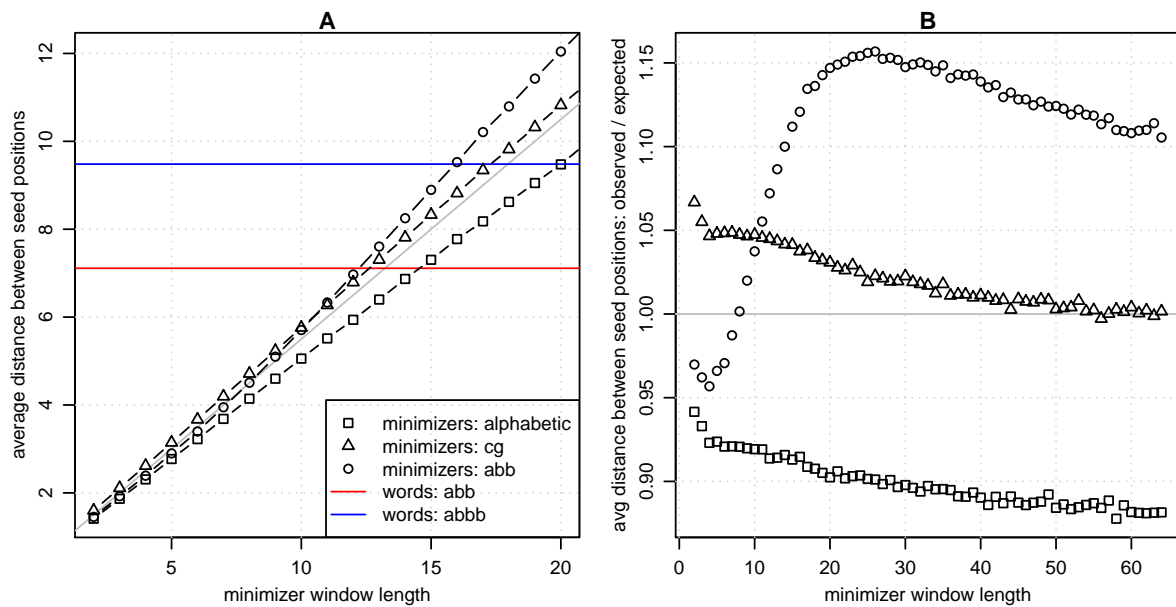 A
average distance between seed positions
12
10
8
6
4
2
minimizers: alphabetic
minimizers: cg
minimizers: abb
words: abb
words: abbb
5
10
15
20
minimizer window length
B
avg distance between seed positions: observed / expected
1.15
1.10
1.05
1.00
0.95
0.90
0
10
20
30
40
50
60
minimizer window length